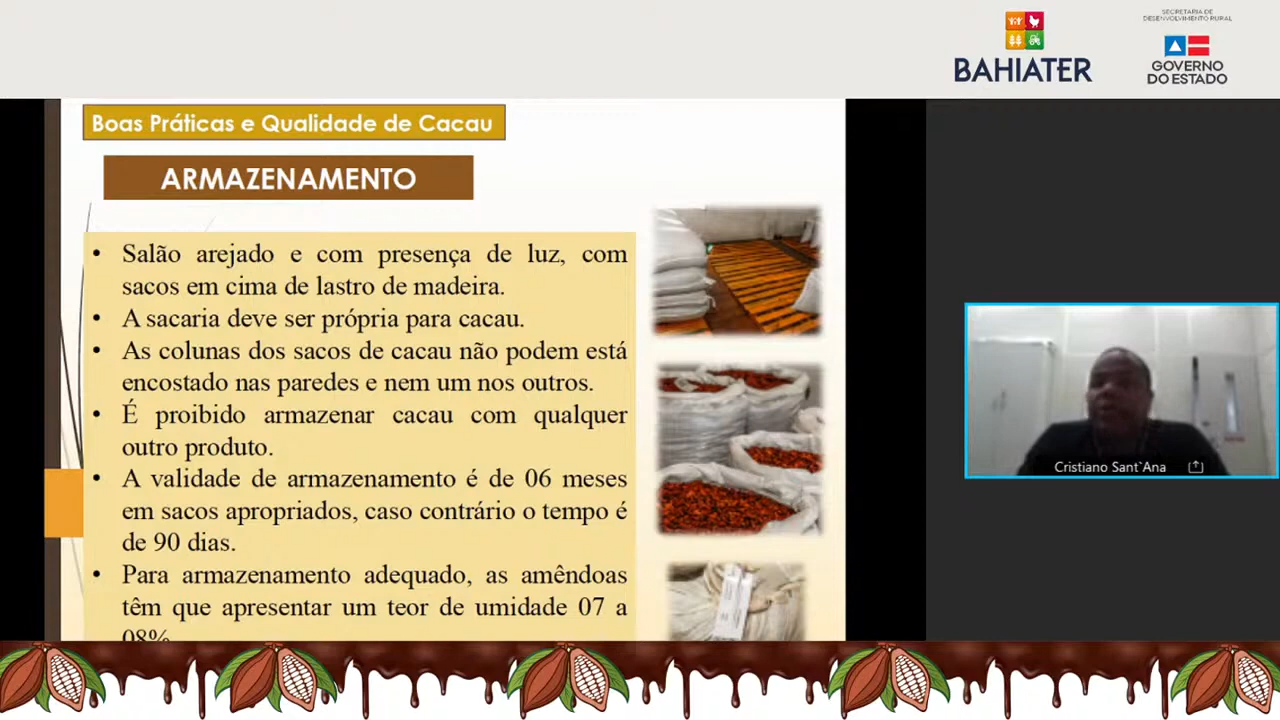 SECRETARIA DE
DESENVOLVIMENTO RURAL
BAHIATER
GOVERNO
DO ESTADO
Boas Práticas e Qualidade de Cacau
ARMAZENAMENTO
• Salão arejado e com presença de luz, com
sacos em cima de lastro de madeira.
• A sacaria deve ser própria para cacau.
• As colunas dos sacos de cacau não podem está
encostado nas paredes e nem um nos outros.
• É proibido armazenar cacau com qualquer
outro produto.
• A validade de armazenamento é de 06 meses
em sacos apropriados, caso contrário o tempo é
de 90 dias.
• Para armazenamento adequado, as amêndoas
têm que apresentar um teor de umidade 07 a
08%
Cristiano Sant`Ana